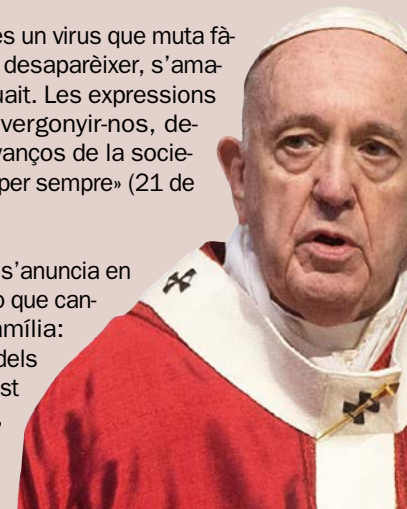 és un virus que muta fà-
desaparèixer, s’ama-
uait. Les expressions
vergonyir-nos, de-
vanços de la socie-
per sempre» (21 de
s’anuncia en
o que can-
amília:
dels
st